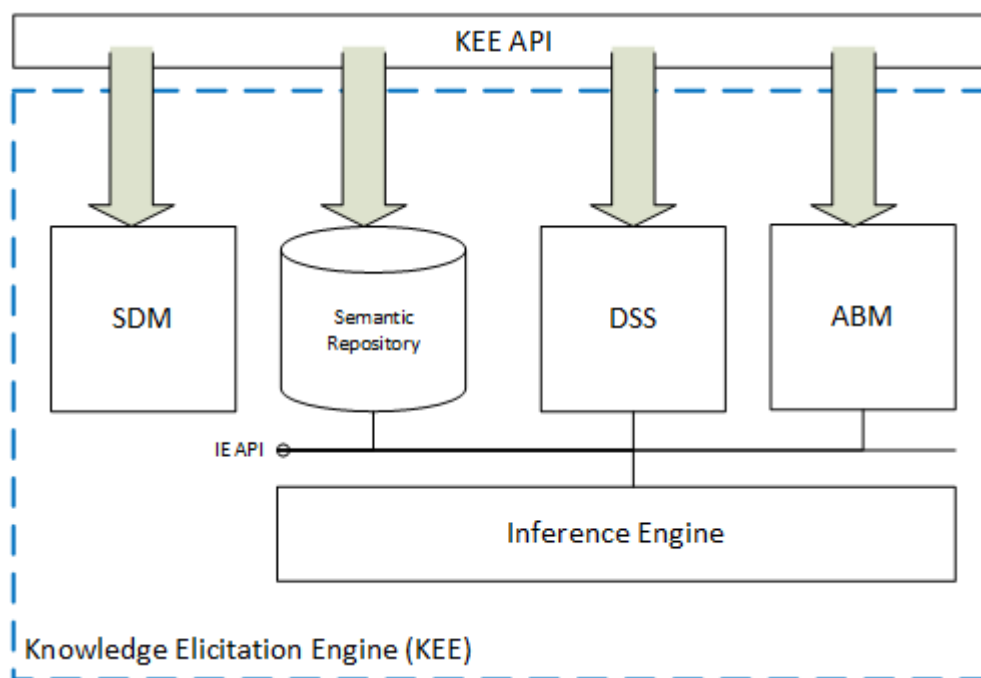 KEE API
SDM
Semantic
Repository
DSS
ABM
IE API
Inference Engine
Knowledge Elicitation Engine (KEE)